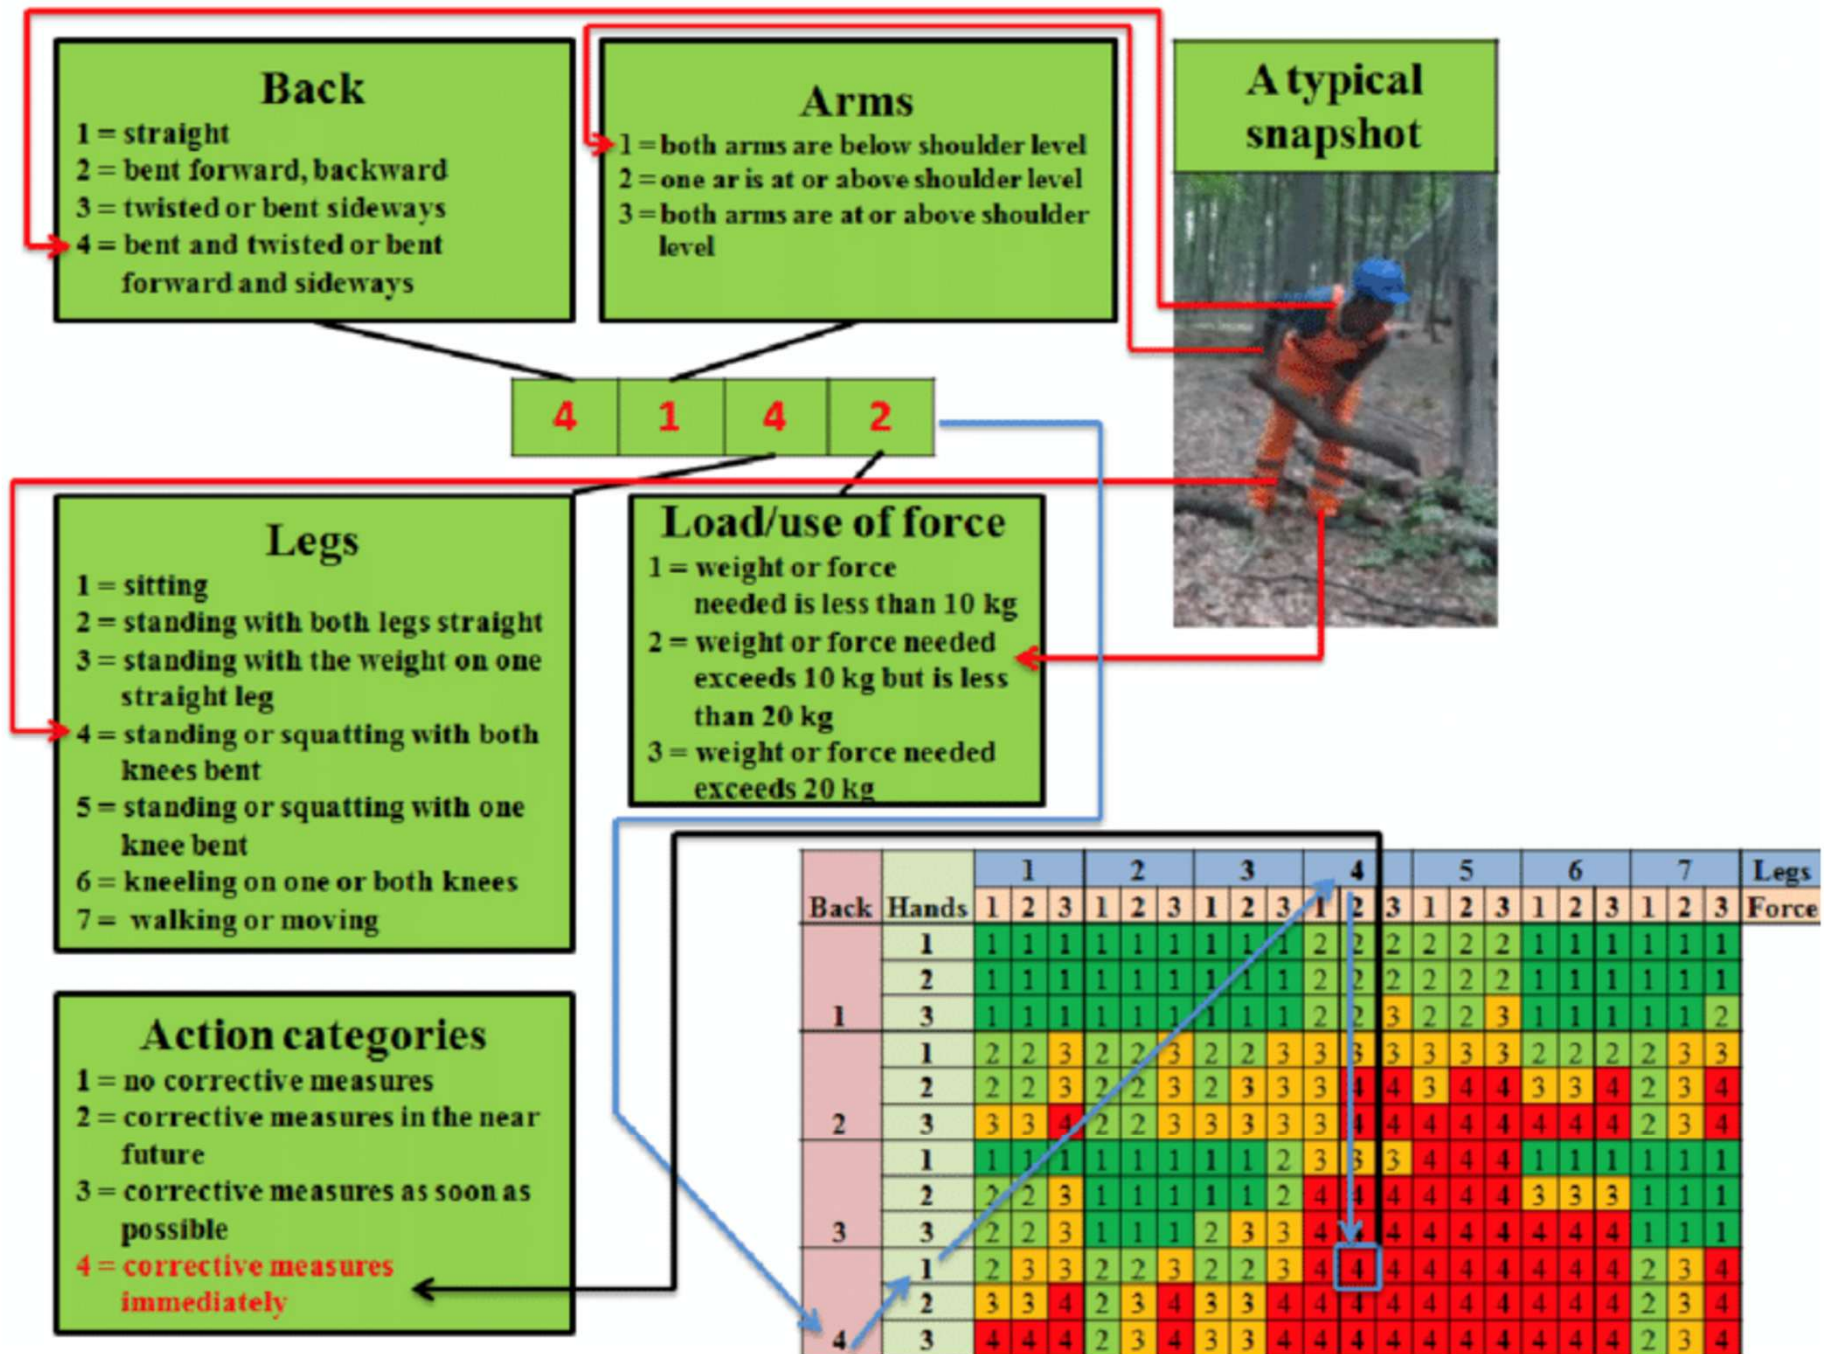 Back
1 = straight
2 = bent forward, backward
3 = twisted or bent sideways
4 = bent and twisted or bent
forward and sideways
Arms
1 = both arms are below shoulder level
2 = one ar is at or above shoulder level
3 = both arms are at or above shoulder
level
A typical
snapshot
4 1 4 2
Legs
1 = sitting
2 = standing with both legs straight
3 = standing with the weight on one
straight leg
4 = standing or squatting with both
knees bent
5 = standing or squatting with one
knee bent
6 = kneeling on one or both knees
7 = walking or moving
Load/use of force
1 = weight or force
needed is less than 10 kg
2 = weight or force needed
exceeds 10 kg but is less
than 20 kg
3 = weight or force needed
exceeds 20 kg
Action categories
1 = no corrective measures
2 = corrective measures in the near
future
3 = corrective measures as soon as
possible
4 = corrective measures
immediately
1 2 3 4 5 6 7 Legs
Back Hands 1 2 3 1 2 3 1 2 3 1 2 3 1 2 3 1 2 3 1 2 3 Force
1 1 1 1 1 1 1 1 1 1 2 2 2 2 2 2 1 1 1 1 1 1
2 1 1 1 1 1 1 1 1 1 2 2 2 2 2 2 1 1 1 1 1 1
1 3 1 1 1 1 1 1 1 1 1 2 2 3 2 2 3 1 1 1 1 1 2
1 2 2 3 2 2 3 2 2 3 3 3 3 3 3 3 2 2 2 2 3 3
2 2 2 3 2 2 3 2 3 3 3 4 4 3 4 4 3 3 4 2 3 4
2 3 3 3 4 2 2 3 3 3 3 3 4 4 4 4 4 4 4 4 2 3 4
1 1 1 1 1 1 1 1 1 2 3 3 3 4 4 4 1 1 1 1 1 1
2 2 2 3 1 1 1 1 1 2 4 4 4 4 4 4 3 3 3 1 1 1
3 3 2 2 3 1 1 1 2 3 3 4 4 4 4 4 4 4 4 4 1 1 1
1 2 3 3 2 2 3 2 2 3 4 4 4 4 4 4 4 4 4 2 3 4
2 3 3 4 2 3 4 3 3 4 4 4 4 4 4 4 4 4 4 2 3 4
4 3 4 4 4 2 3 4 3 3 4 4 4 4 4 4 4 4 4 4 2 3 4